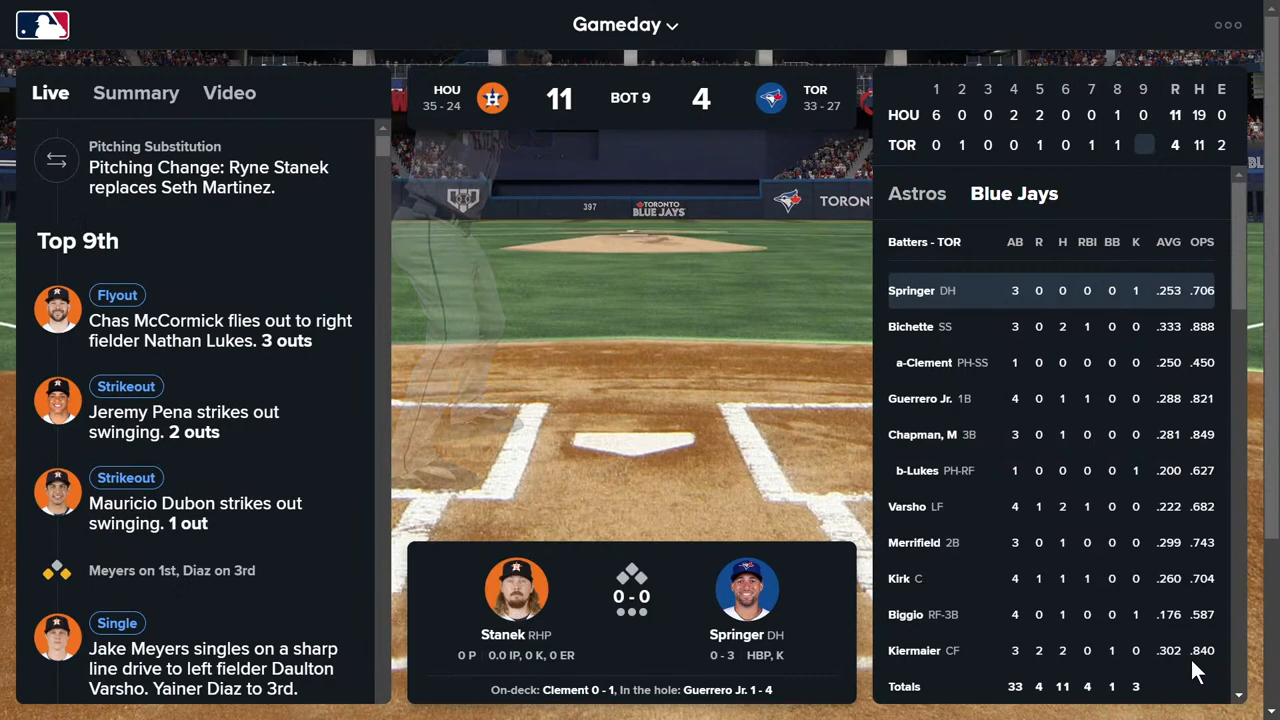 Gameday
Live Summary Video
Pitching Substitution
Pitching Change: Ryne Stanek
replaces Seth Martinez.
Top 9th
Flyout
Chas McCormick flies out to right
fielder Nathan Lukes. 3 outs
Strikeout
Jeremy Pena strikes out
swinging. 2 outs
Strikeout
Mauricio Dubon strikes out
swinging. 1 out
Meyers on 1st, Diaz on 3rd
Single
Jake Meyers singles on a sharp
line drive to left fielder Daulton
Varsho. Yainer Diaz to 3rd.
HOU 11 BOT 9 4 TOR
35 - 24 33 - 27
397
TORONTO
BLUE JAYS
TORON
Stanek RHP
0 P 0.0 IP, 0 K, 0 ER
0 - 0
Springer DH
0 - 3 HBP, K
On-deck: Clement 0 - 1, In the hole: Guerrero Jr. 1 - 4
1 2 3 4 5 6 7 8 9 R H E
HOU 6 0 0 2 2 0 0 1 0 11 19 0
TOR 0 1 0 0 1 0 1 1 4 11 2
Astros Blue Jays
Batters - TOR AB R H RBI BB K AVG OPS
Springer DH 3 0 0 0 0 1 .253 .706
Bichette SS 3 0 2 1 0 0 .333 .888
a-Clement PH-SS 1 0 0 0 0 0 .250 .450
Guerrero Jr. 1B 4 0 1 1 0 0 .288 .821
Chapman, M 3B 3 0 1 0 0 0 .281 .849
b-Lukes PH-RF 1 0 0 0 0 1 .200 .627
Varsho LF 4 1 2 1 0 0 .222 .682
Merrifield 2B 3 0 1 0 0 0 .299 .743
Kirk C 4 1 1 1 0 0 .260 .704
Biggio RF-3B 4 0 1 0 0 1 .176 .587
Kiermaier CF 3 2 2 0 1 0 .302 .840
Totals 33 4 11 4 1 3